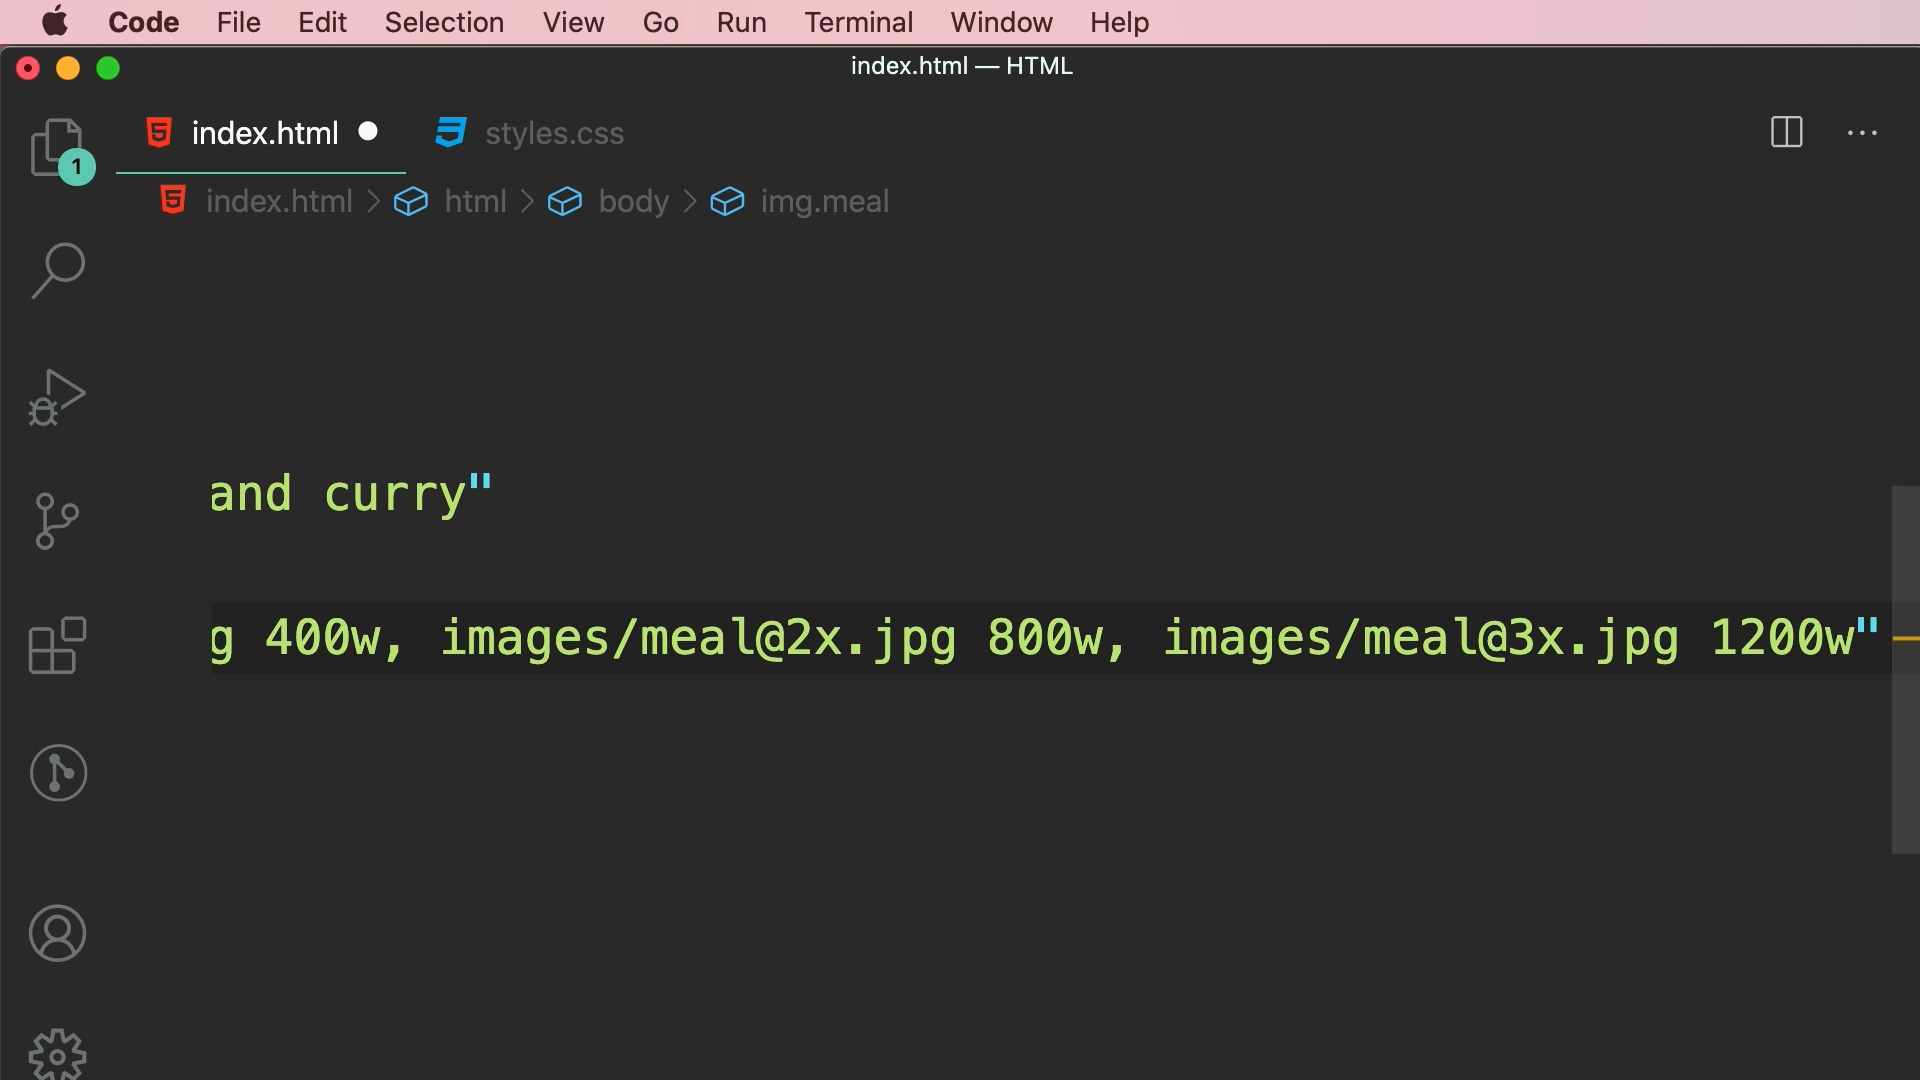 Code File Edit Selection View Go Run Terminal Window Help
index.html — HTML
index.html styles.css
1
index.html > html > body > img.meal
and curry"
g 400w, images/meal@2x.jpg 800w, images/meal@3x.jpg 1200w"